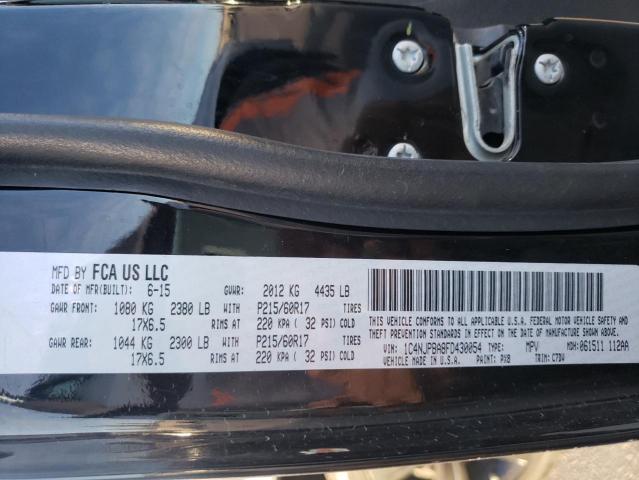 MFD BY FCA US LLC
DATE OF MFR(BUILT): 6-15 GVWR: 2012 KG 4435 LB
GAWR FRONT: 1080 KG 2380 LB WITH P215/60R17 TIRES
17X6.5 RIMS AT 220 KPA ( 32 PSI) COLD
GAWR REAR: 1044 KG 2300 LB WITH P215/60R17 TIRES
17X6.5 RIMS AT 220 KPA ( 32 PSI) COLD
THIS VEHICLE CONFORMS TO ALL APPLICABLE U.S.A. FEDERAL MOTOR VEHICLE SAFETY,
BUMPER, AND THEFT PREVENTION STANDARDS IN EFFECT ON THE
DATE OF MANUFACTURE SHOWN ABOVE.
VIN: 1C4NJPBA8FD430054 TYPE: MPV MDH: 061511 112AA
VEHICLE MADE IN U.S.A. PAINT: PX8 TRIM: C7DV